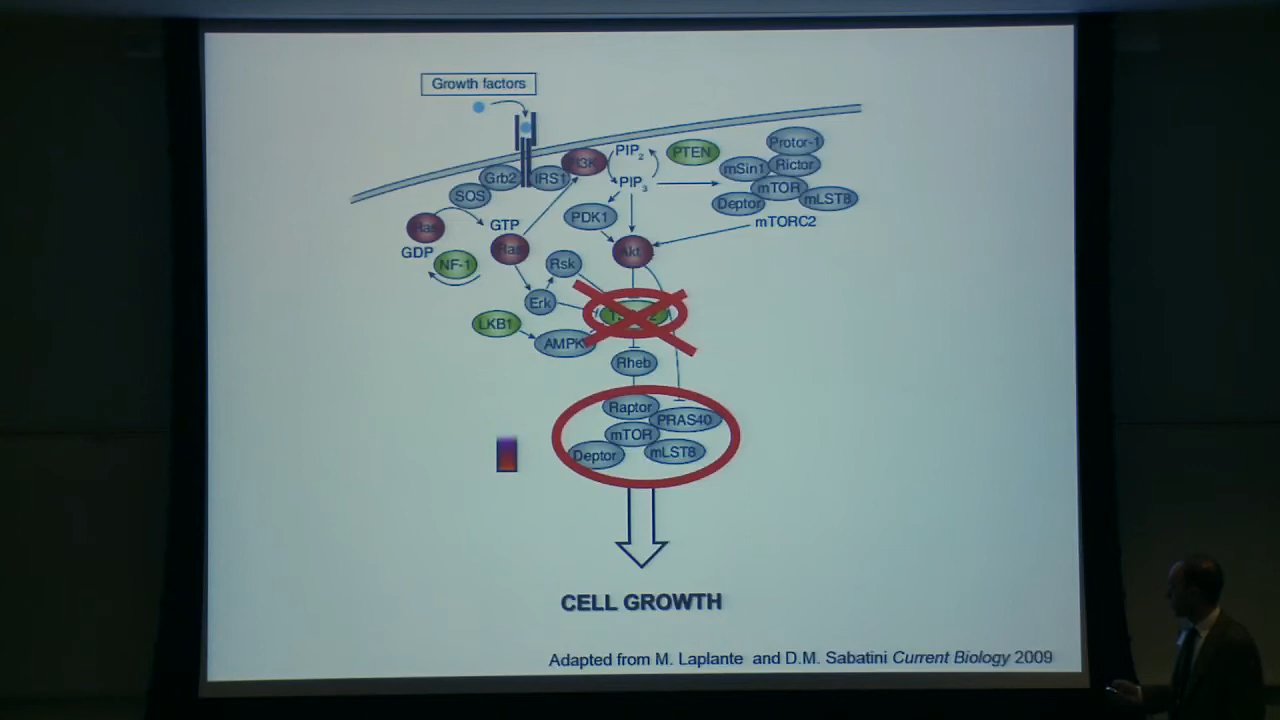 Growth factors
PIP2
PTEN
Protor-1
mSin1
Rictor
Grb2
IRS1
PIP3
mTOR
SOS
Deptor
mLST8
PDK1
mTORC2
GTP
Ras
GDP
NF-1
Ras
Akt
Rsk
Erk
LKB1
AMPK
Rheb
Raptor
PRAS40
mTOR
Deptor
mLST8
CELL GROWTH
Adapted from M. Laplante and D.M. Sabatini Current Biology 2009